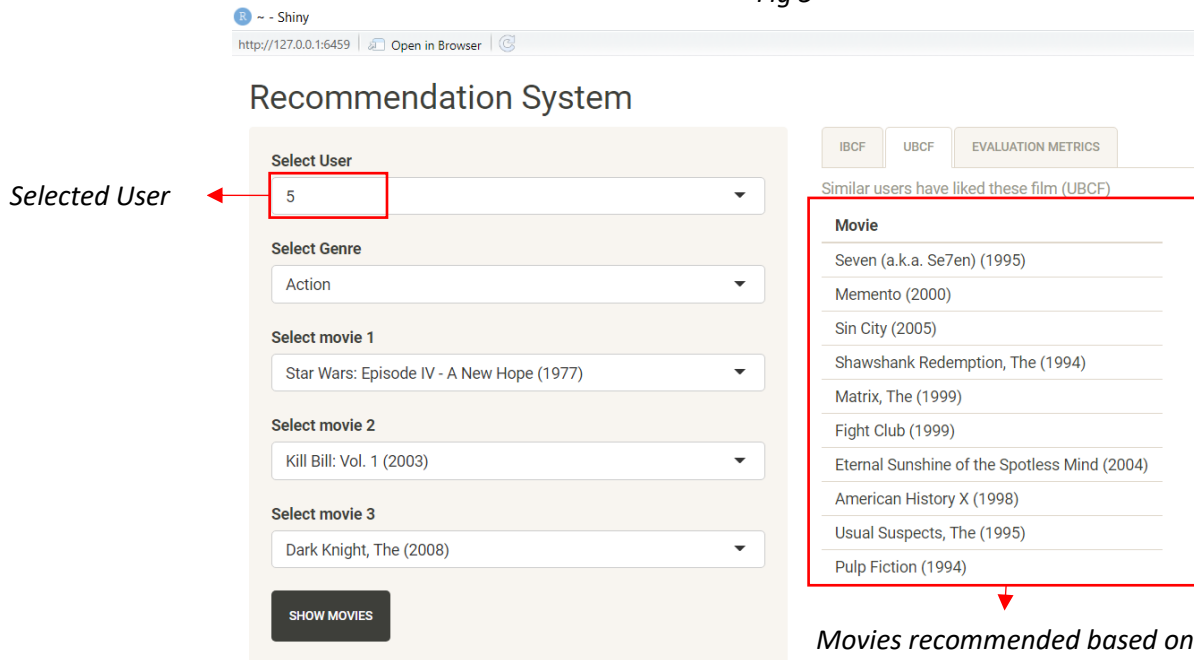 ~ - Shiny
http://127.0.0.1:6459 Open in Browser
Recommendation System
Select User
5
Selected User
Select Genre
Action
Select movie 1
Star Wars: Episode IV - A New Hope (1977)
Select movie 2
Kill Bill: Vol. 1 (2003)
Select movie 3
Dark Knight, The (2008)
SHOW MOVIES
IBCF UBCF EVALUATION METRICS
Similar users have liked these film (UBCF)
Movie
Seven (a.k.a. Se7en) (1995)
Memento (2000)
Sin City (2005)
Shawshank Redemption, The (1994)
Matrix, The (1999)
Fight Club (1999)
Eternal Sunshine of the Spotless Mind (2004)
American History X (1998)
Usual Suspects, The (1995)
Pulp Fiction (1994)
Movies recommended based on